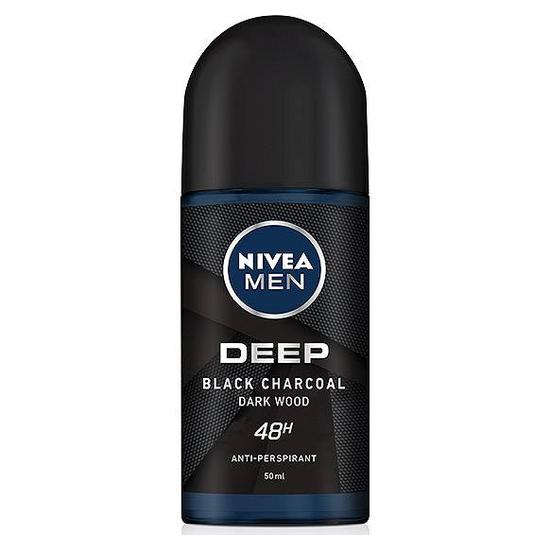 NIVEA
MEN
DEEP
BLACK CHARCOAL
DARK WOOD
48H
ANTI-PERSPIRANT
50ml